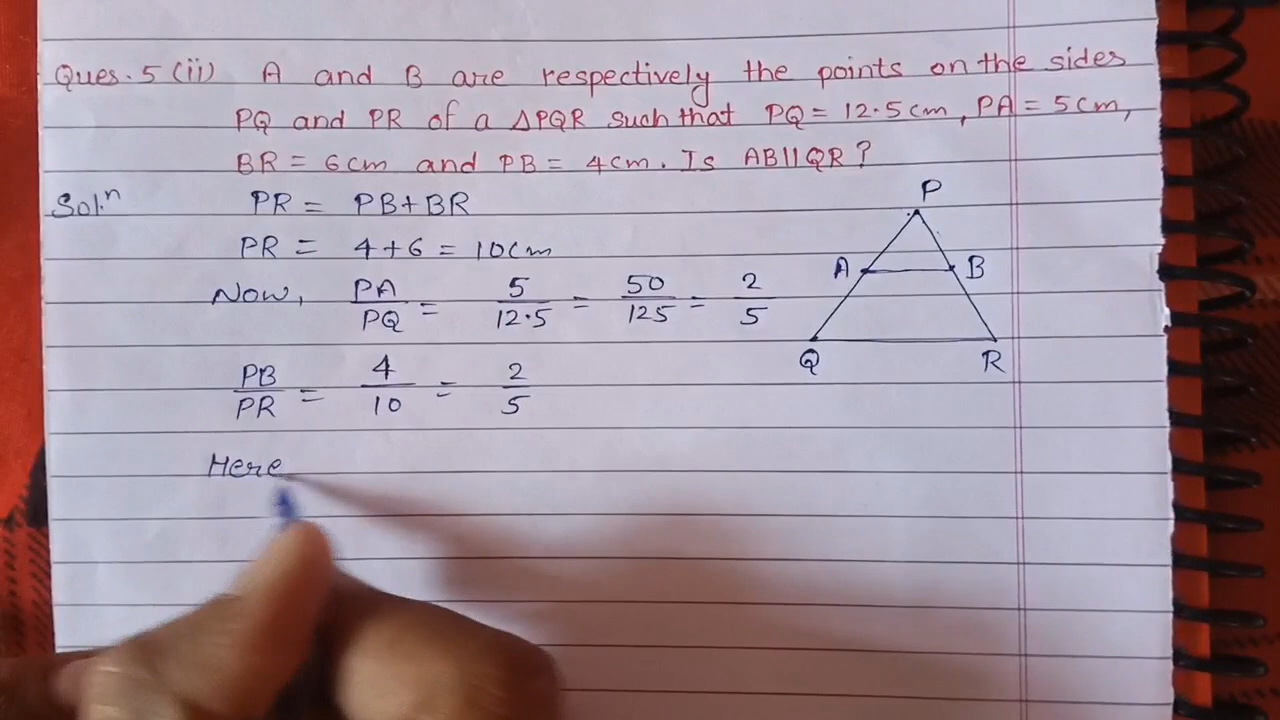 Ques. 5 (ii) A and B are respectively the points on the sides
PQ and PR of a ΔPQR such that PQ = 12.5 cm, PA = 5 cm,
BR = 6 cm and PB = 4 cm. Is AB || QR ?
Sol.ⁿ PR = PB + BR
PR = 4 + 6 = 10 cm
Now, PA/PQ = 5/12.5 = 50/125 = 2/5
PB/PR = 4/10 = 2/5
Here
P
A B
Q R